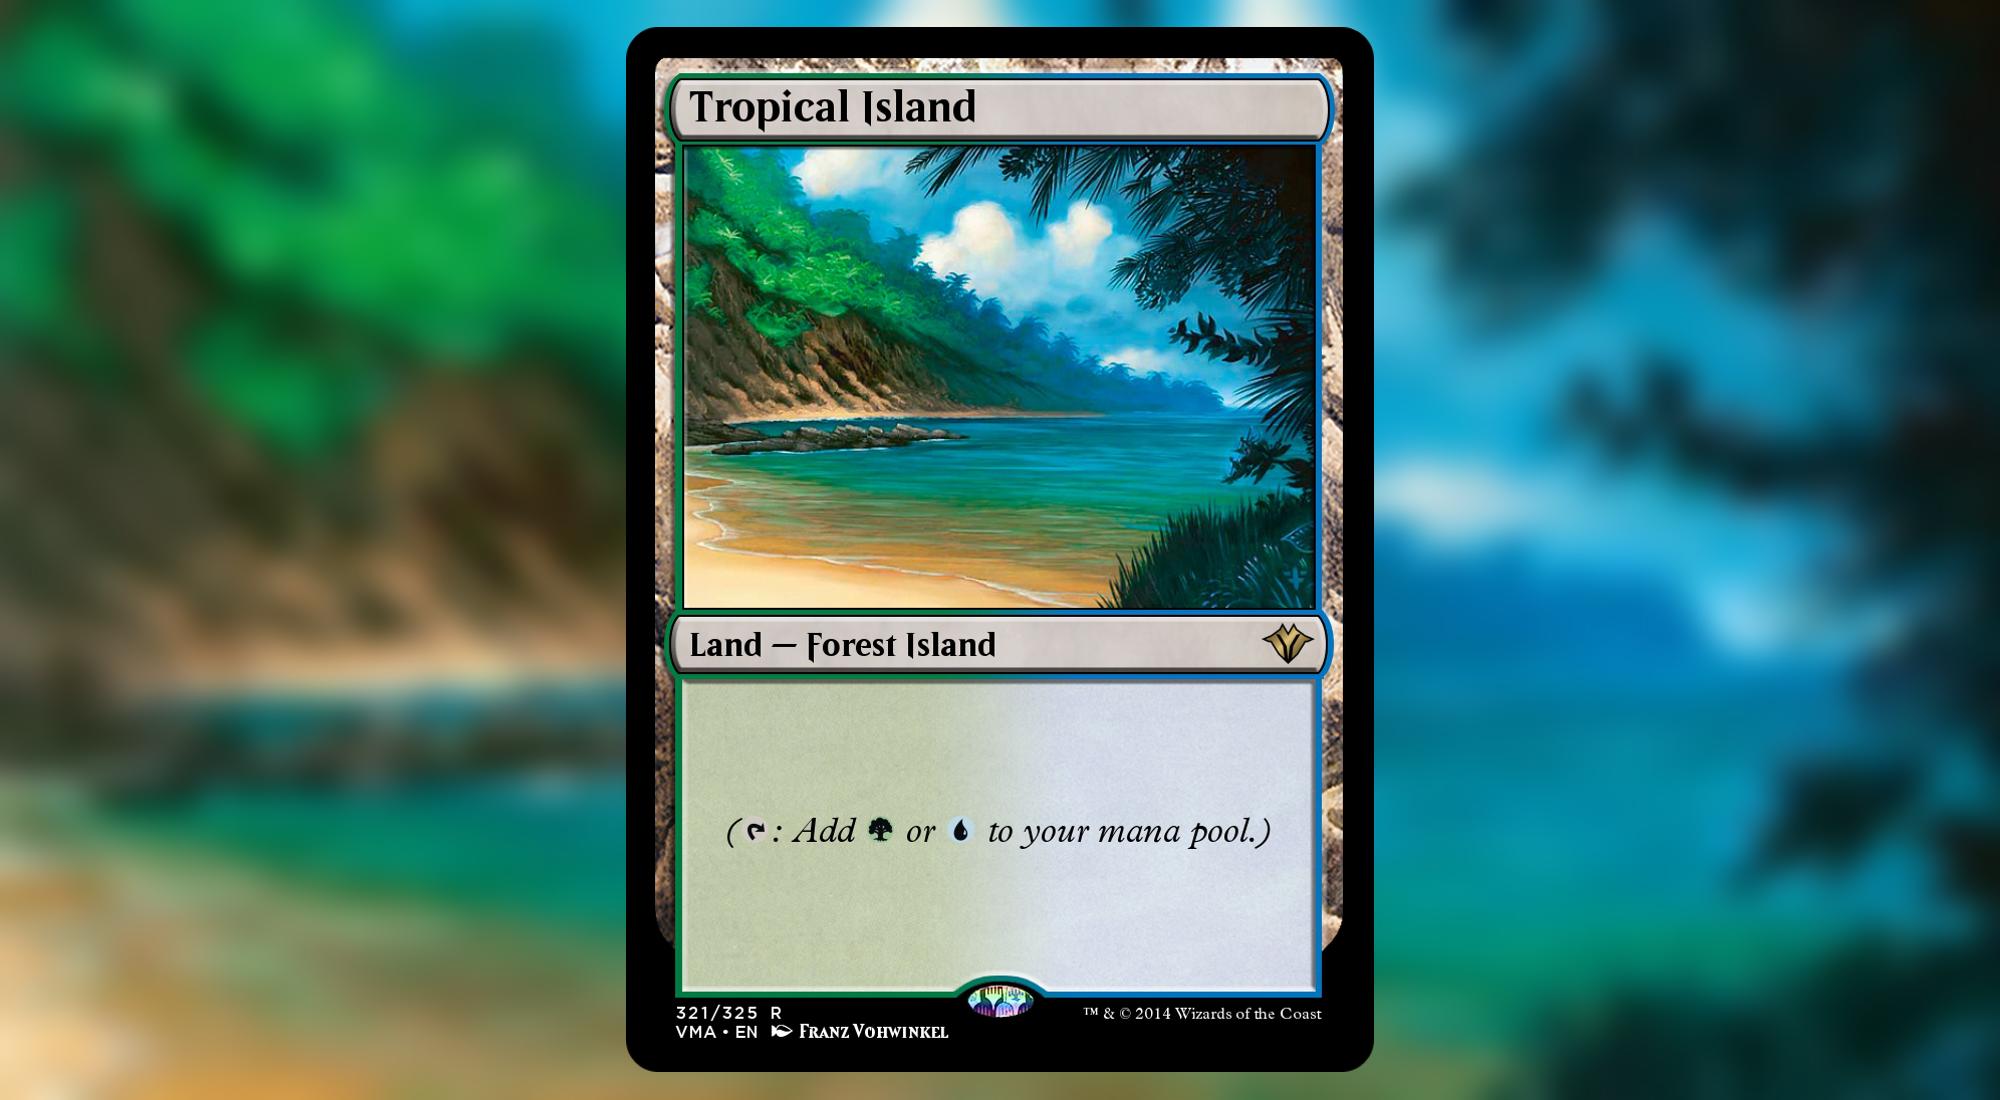 Tropical Island
Land — Forest Island
(: Add or to your mana pool.)
321/325 R
VMA • EN Franz Vohwinkel
™ & © 2014 Wizards of the Coast